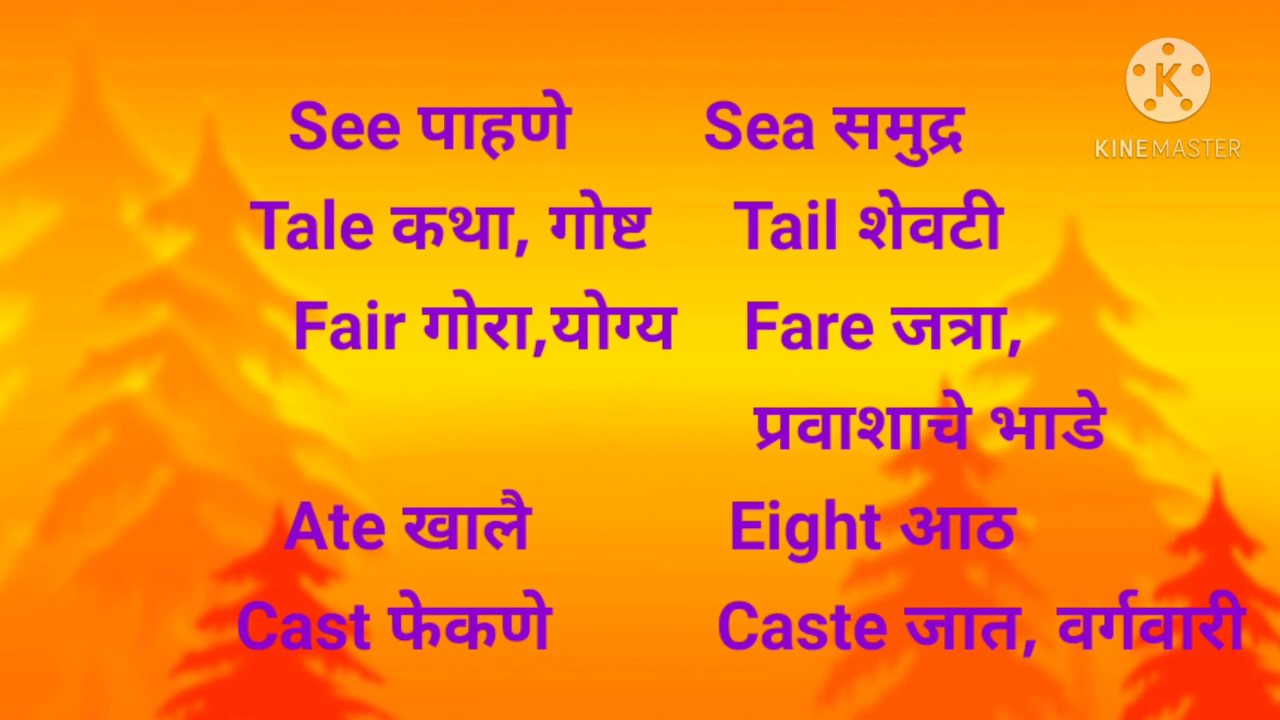 See पाहणे Sea समुद्र
Tale कथा, गोष्ट Tail शेवटी
Fair गोरा,योग्य Fare जत्रा,
प्रवाशाचे भाडे
Ate खालै Eight आठ
Cast फेकणे Caste जात, वर्गवारी
K
KINEMASTER